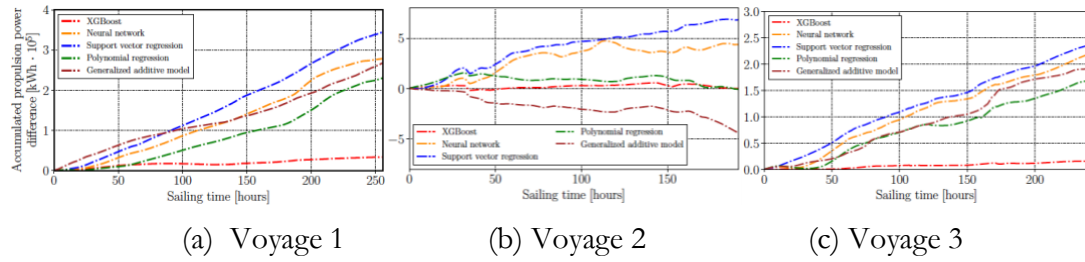 Accumulated propulsion power
difference [kWh · 10⁵]
4
3
2
1
0
XGBoost
Neural network
Support vector regression
Polynomial regression
Generalized additive model
0 50 100 150 200 250
Sailing time [hours]
(a) Voyage 1
5
0
−5
XGBoost
Neural network
Support vector regression
Polynomial regression
Generalized additive model
0 50 100 150
Sailing time [hours]
(b) Voyage 2
3.0
2.5
2.0
1.5
1.0
0.5
0.0
XGBoost
Neural network
Support vector regression
Polynomial regression
Generalized additive model
0 50 100 150 200
Sailing time [hours]
(c) Voyage 3